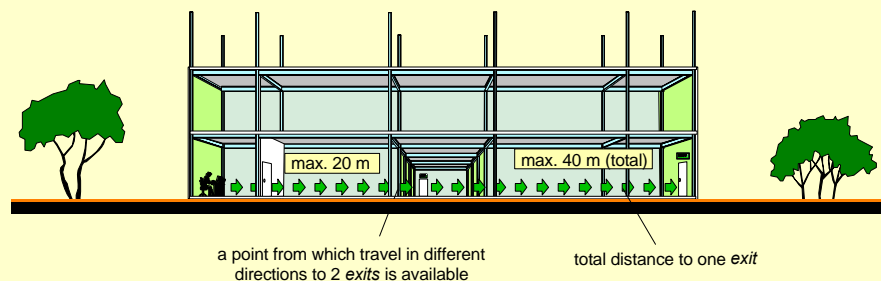 max. 20 m
max. 40 m (total)
a point from which travel in different
directions to 2 exits is available
total distance to one exit